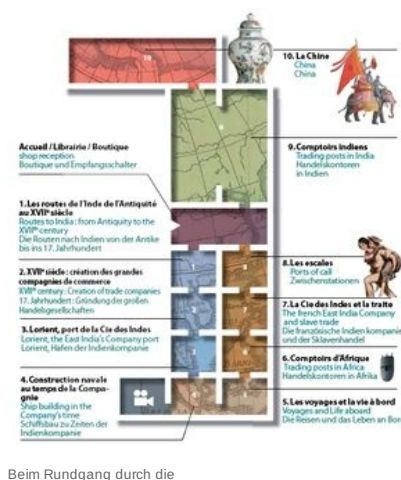 10. La Chine
China
China
Accueil / Librairie / Boutique
shop reception
Boutique und Empfangsschalter
9. Comptoirs indiens
Trading posts in India
Handelskontoren
in Indien
1. Les routes de l'Inde de l'Antiquité
au XVIIᵉ siècle
Routes to India: from Antiquity to the
XVIIᵗʰ century
Die Routen nach Indien von der Antike
bis ins 17. Jahrhundert
2. XVIIᵉ siècle : création des grandes
compagnies de commerce
XVIIᵗʰ century: Creation of trade companies
17. Jahrhundert: Gründung der großen
Handelsgesellschaften
8. Les escales
Ports of call
Zwischenstationen
3. Lorient, port de la Cie des Indes
Lorient, the East India's Company port
Lorient, Hafen der Indienkompanie
7. La Cie des Indes et la traite
The french East India Company
and slave trade
Die französische Indien kompanie
und der Sklavenhandel
6. Comptoirs d'Afrique
Trading posts in Africa
Handelskontoren in Afrika
4. Construction navale
au temps de la Compa-
gnie
Ship building in the
Company's time
Schiffsbau zu Zeiten der
Indienkompanie
5. Les voyages et la vie à bord
Voyages and Life aboard
Die Reisen und das Leben an Bor
Beim Rundgang durch die